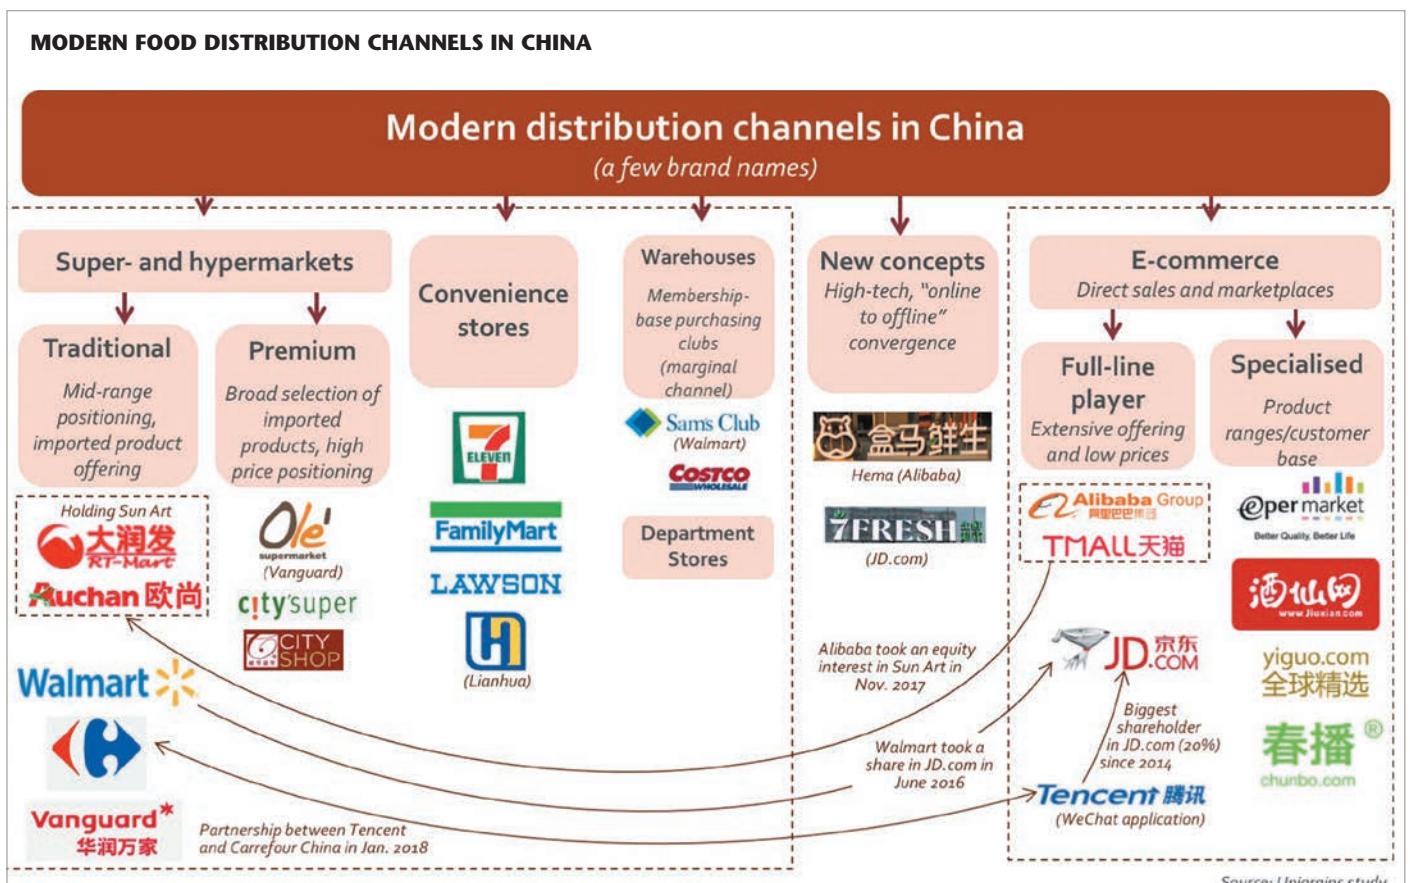 MODERN FOOD DISTRIBUTION CHANNELS IN CHINA
Modern distribution channels in China
(a few brand names)
Super- and hypermarkets
Traditional
Mid-range
positioning,
imported product
offering
Holding Sun Art
大润发
RT-Mart
Auchan 欧尚
Walmart
Vanguard
华润万家
Premium
Broad selection of
imported
products, high
price positioning
Olé
supermarket
(Vanguard)
c!ty'super
CITY
SHOP
Convenience
stores
7
ELEVEN
FamilyMart
LAWSON
(Lianhua)
Warehouses
Membership-
base purchasing
clubs
(marginal
channel)
Sam's Club
(Walmart)
COSTCO
WHOLESALE
Department
Stores
New concepts
High-tech, "online
to offline"
convergence
盒马鲜生
Hema (Alibaba)
7FRESH
(JD.com)
E-commerce
Direct sales and marketplaces
Full-line
player
Extensive offering
and low prices
Alibaba Group
阿里巴巴集团
TMALL天猫
JD.京东
.COM
Tencent 腾讯
(WeChat application)
Specialised
Product
ranges/customer
base
epermarket
Better Quality, Better Life
酒仙网
www.Jiuxian.com
yiguo.com
全球精选
春播®
chunbo.com
Alibaba took an equity
interest in Sun Art in
Nov. 2017
Walmart took a
share in JD.com in
June 2016
Biggest
shareholder
in JD.com (20%)
since 2014
Partnership between Tencent
and Carrefour China in Jan. 2018